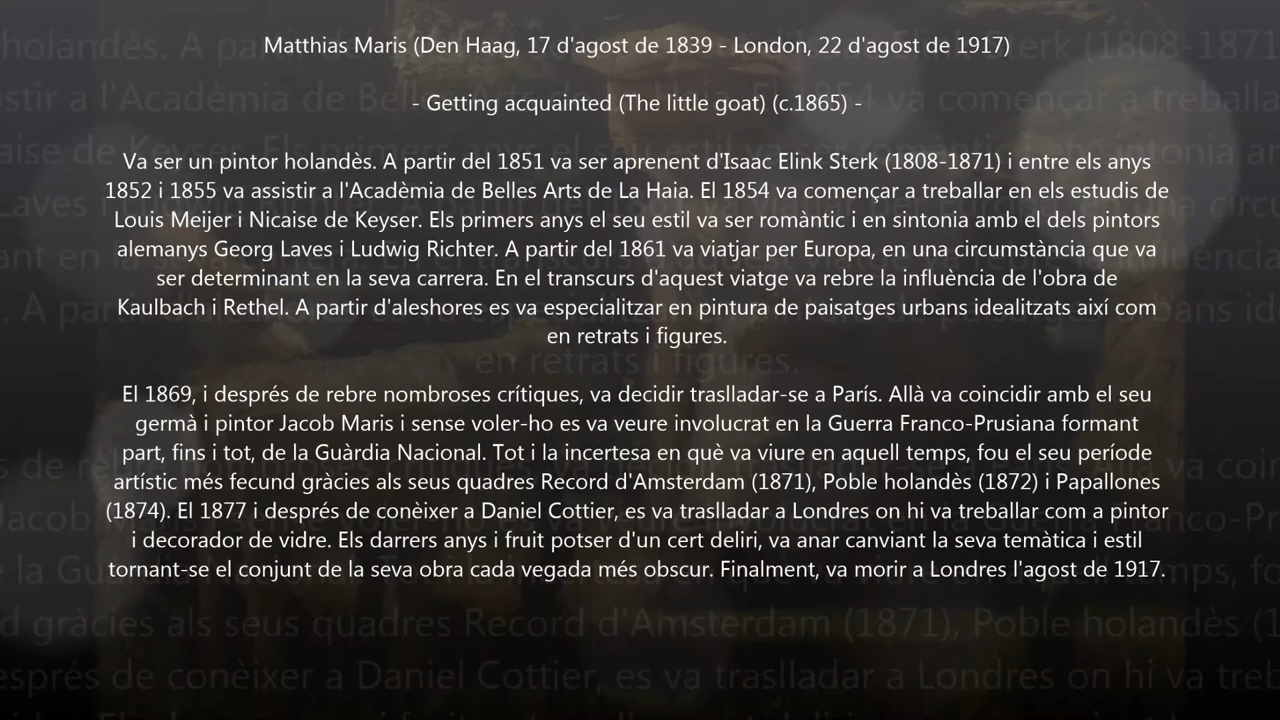 Matthias Maris (Den Haag, 17 d'agost de 1839 - London, 22 d'agost de 1917)
- Getting acquainted (The little goat) (c.1865) -
Va ser un pintor holandès. A partir del 1851 va ser aprenent d'Isaac Elink Sterk (1808-1871) i entre els anys
1852 i 1855 va assistir a l'Acadèmia de Belles Arts de La Haia. El 1854 va començar a treballar en els estudis de
Louis Meijer i Nicaise de Keyser. Els primers anys el seu estil va ser romàntic i en sintonia amb el dels pintors
alemanys Georg Laves i Ludwig Richter. A partir del 1861 va viatjar per Europa, en una circumstància que va
ser determinant en la seva carrera. En el transcurs d'aquest viatge va rebre la influència de l'obra de
Kaulbach i Rethel. A partir d'aleshores es va especialitzar en pintura de paisatges urbans idealitzats així com
en retrats i figures.
El 1869, i després de rebre nombroses crítiques, va decidir traslladar-se a París. Allà va coincidir amb el seu
germà i pintor Jacob Maris i sense voler-ho es va veure involucrat en la Guerra Franco-Prusiana formant
part, fins i tot, de la Guàrdia Nacional. Tot i la incertesa en què va viure en aquell temps, fou el seu període
artístic més fecund gràcies als seus quadres Record d'Amsterdam (1871), Poble holandès (1872) i Papallones
(1874). El 1877 i després de conèixer a Daniel Cottier, es va traslladar a Londres on hi va treballar com a pintor
i decorador de vidre. Els darrers anys i fruit potser d'un cert deliri, va anar canviant la seva temàtica i estil
tornant-se el conjunt de la seva obra cada vegada més obscur. Finalment, va morir a Londres l'agost de 1917.